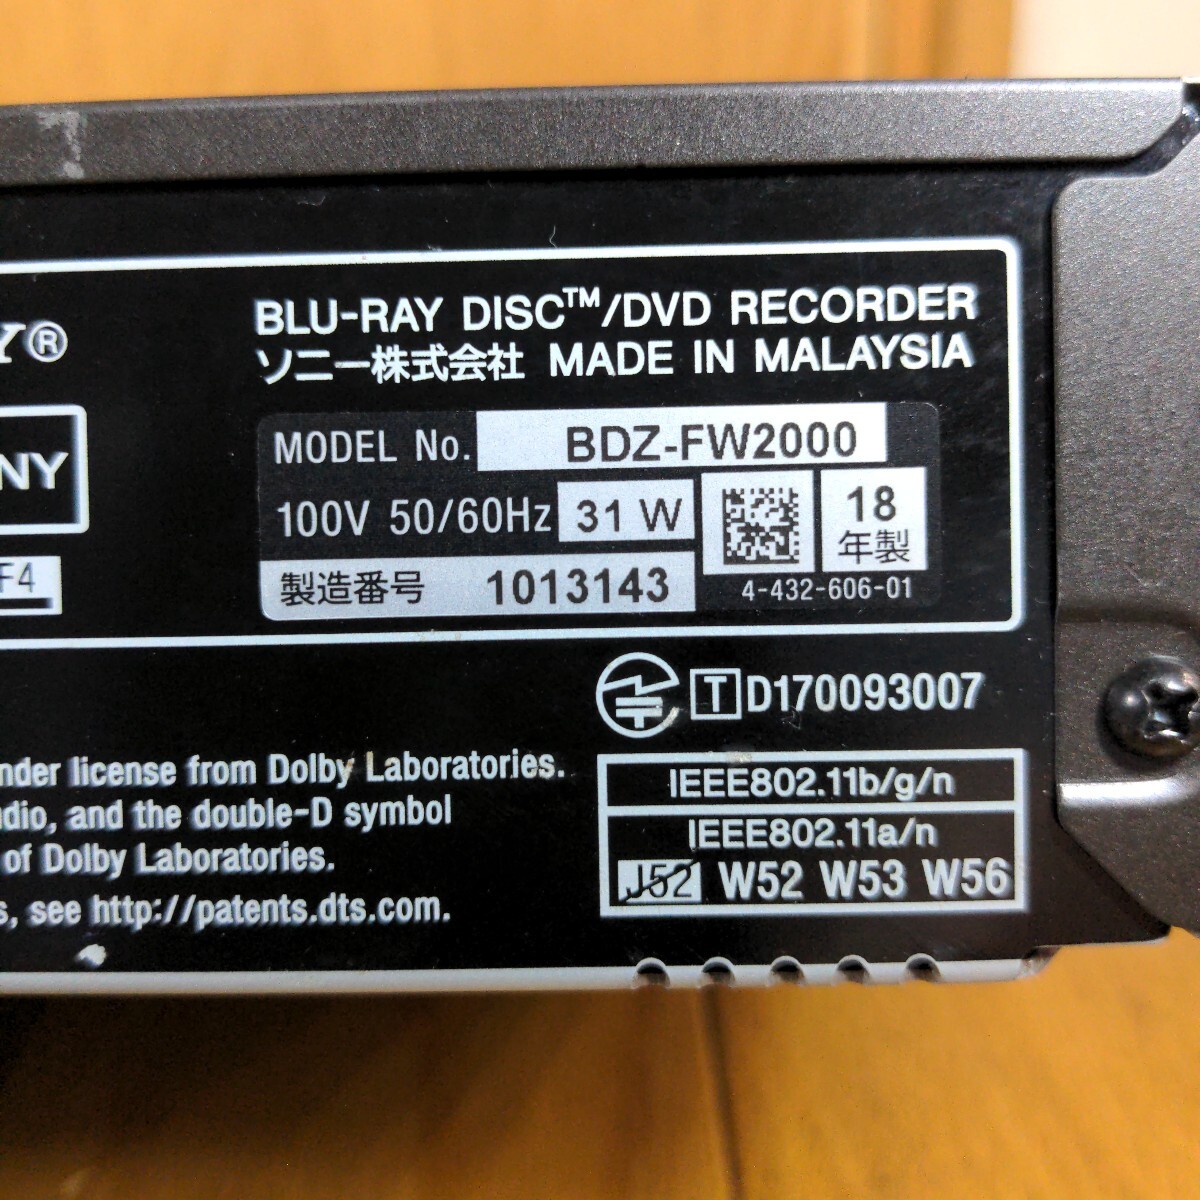 BLU-RAY DISC™/DVD RECORDER
Y®
ソニー株式会社 MADE IN MALAYSIA
MODEL No. BDZ-FW2000
NY
100V 50/60Hz 31 W
18
年製
F4
製造番号 1013143
4-432-606-01
T D170093007
nder license from Dolby Laboratories.
udio, and the double-D symbol
of Dolby Laboratories.
s, see http://patents.dts.com.
IEEE802.11b/g/n
IEEE802.11a/n
J52 W52 W53 W56